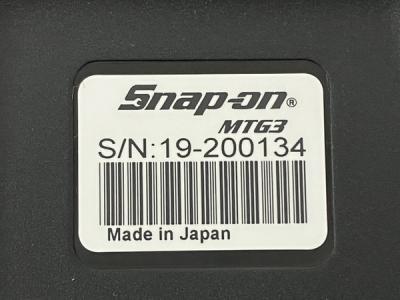 Snap-on®
MTG3
S/N:19-200134
Made in Japan